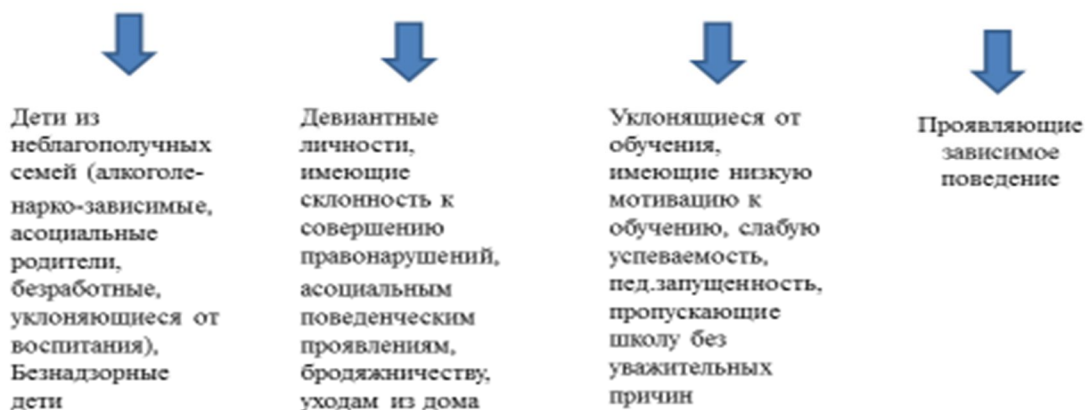 Дети из
неблагополучных
семей (алкоголе-
нарко-зависимые,
асоциальные
родители,
безработные,
уклоняющиеся от
воспитания),
Безнадзорные
дети
Девиантные
личности,
имеющие
склонность к
совершению
правонарушений,
асоциальным
поведенческим
проявлениям,
бродяжничеству,
уходам из дома
Уклонящиеся от
обучения,
имеющие низкую
мотивацию к
обучению, слабую
успеваемость,
пед.запущенность,
пропускающие
школу без
уважительных
причин
Проявляющие
зависимое
поведение